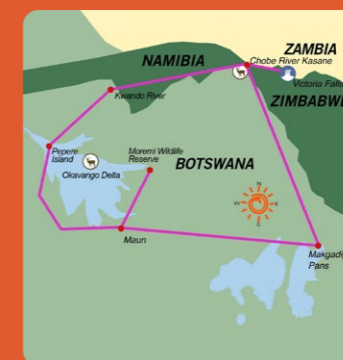 NAMIBIA
ZAMBIA
Chobe River Kasane
Victoria Falls
ZIMBABWE
Kwando River
Pepere
Island
Okavango Delta
Moremi Wildlife
Reserve
BOTSWANA
N
W
E
S
Maun
Makgadi
Pans